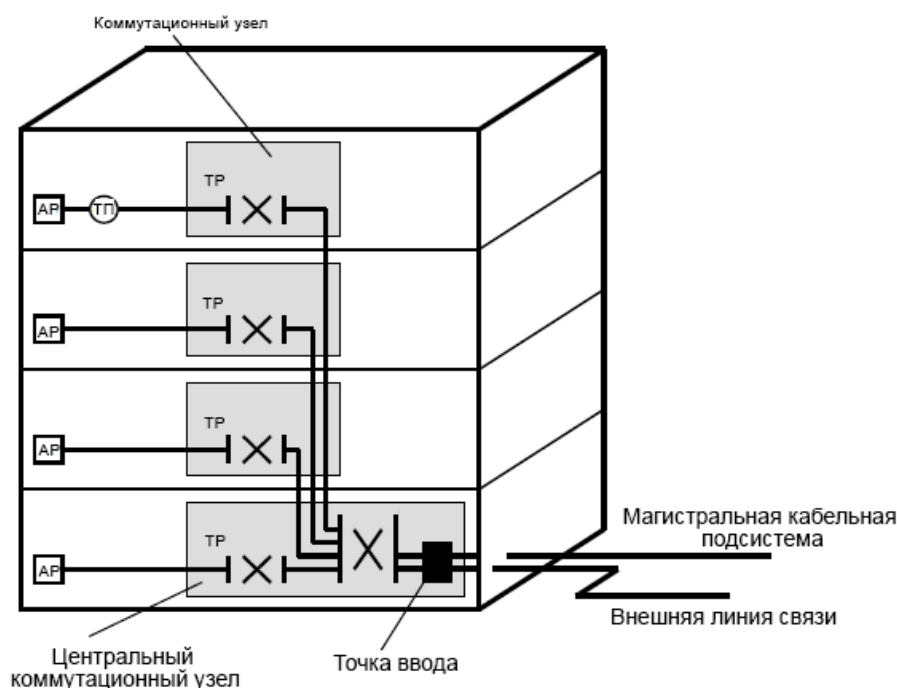 Коммутационный узел
ТР
АР
ТП
ТР
АР
ТР
АР
Магистральная кабельная
подсистема
ТР
АР
Внешняя линия связи
Центральный
коммутационный узел
Точка ввода